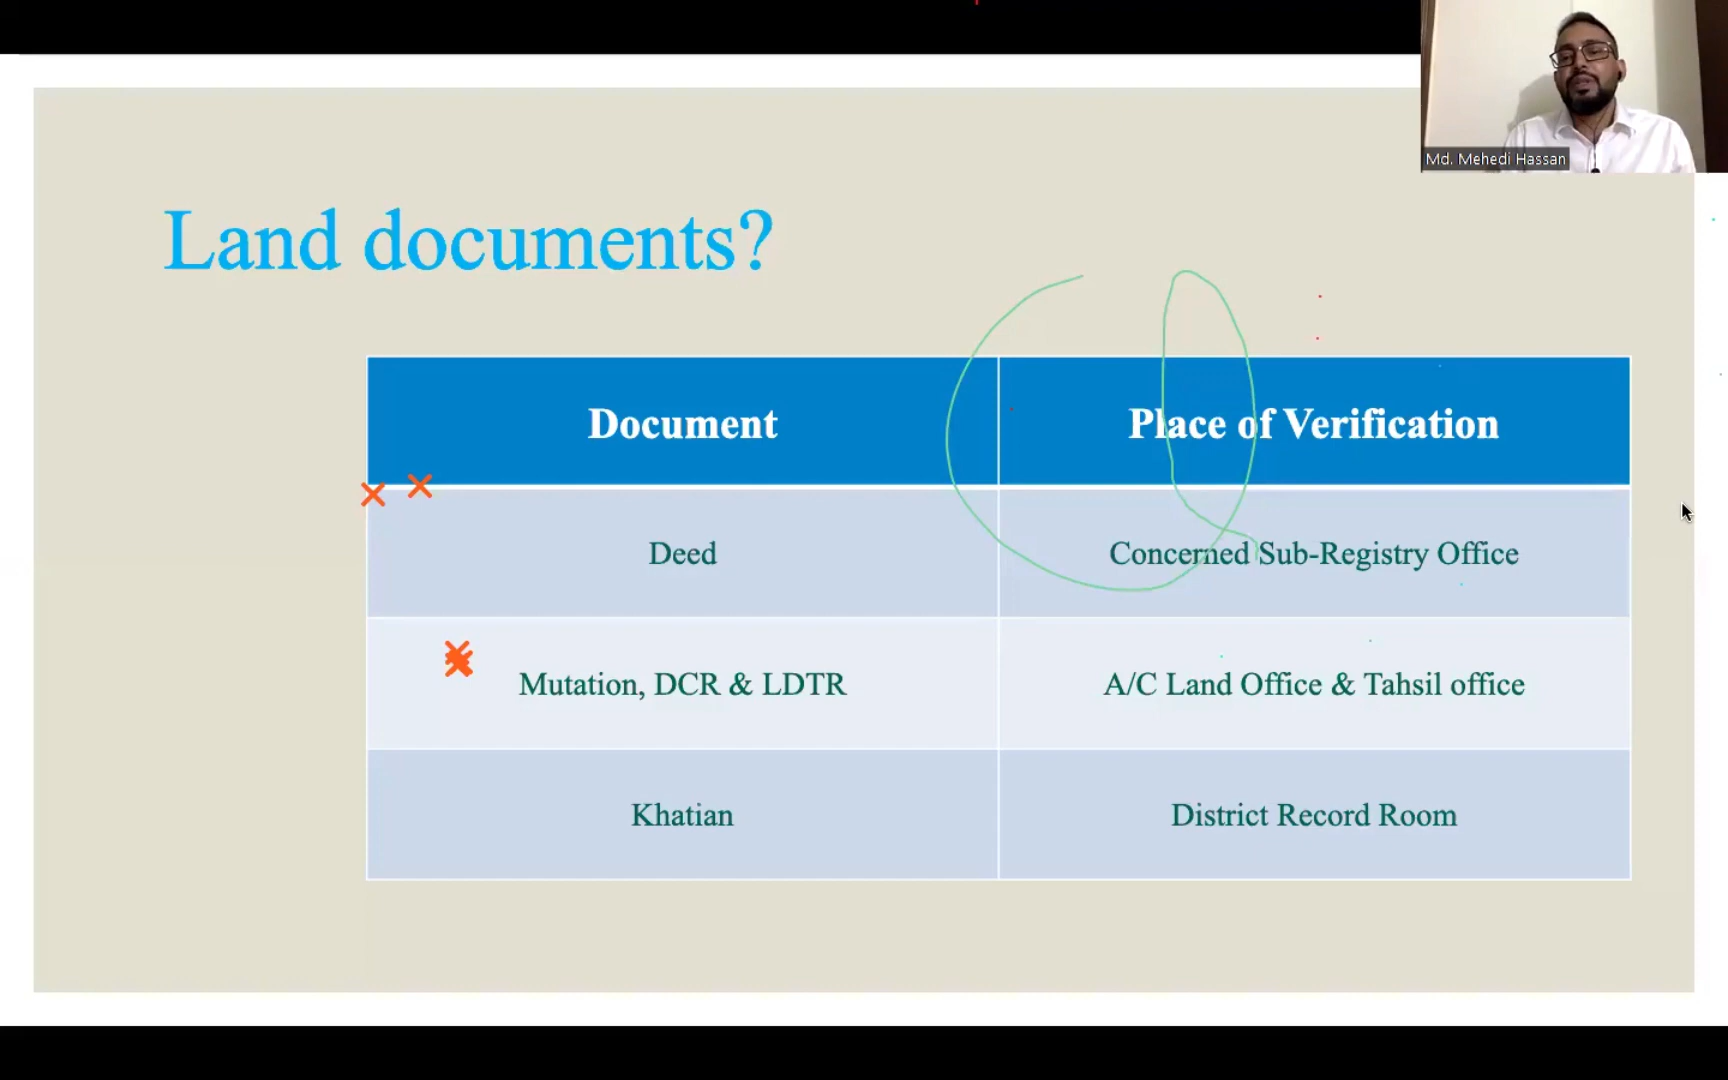 Md. Mehedi Hassan
Land documents?
Document
Place of Verification
Deed
Concerned Sub-Registry Office
Mutation, DCR & LDTR
A/C Land Office & Tahsil office
Khatian
District Record Room